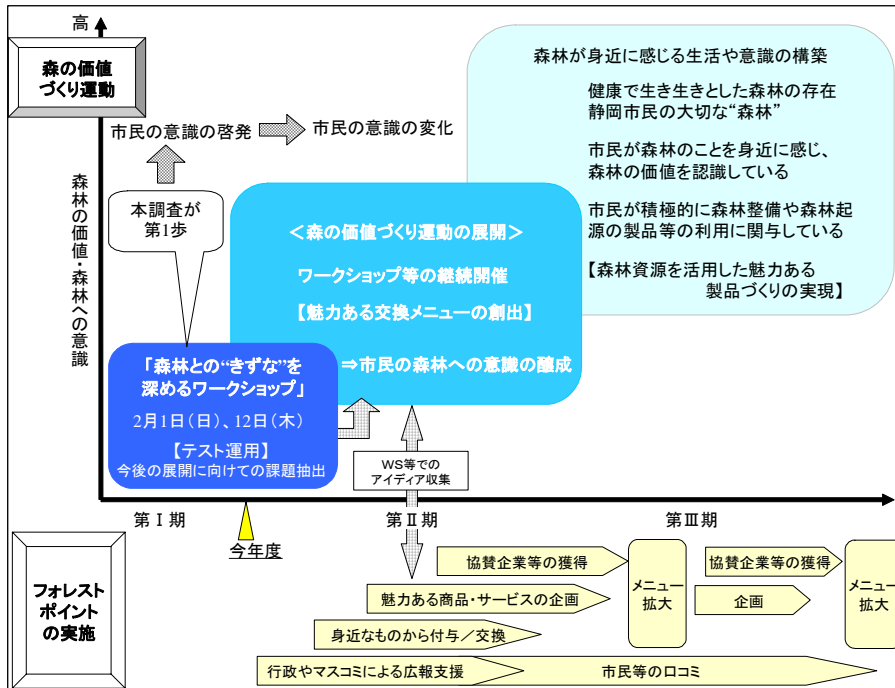 高
森の価値
づくり運動
森林の価値・森林への意識
市民の意識の啓発
市民の意識の変化
本調査が
第1歩
「森林との“きずな”を
深めるワークショップ」
2月1日(日)、12日(木)
【テスト運用】
今後の展開に向けての課題抽出
<森の価値づくり運動の展開>
ワークショップ等の継続開催
【魅力ある交換メニューの創出】
⇒市民の森林への意識の醸成
森林が身近に感じる生活や意識の構築
健康で生き生きとした森林の存在
静岡市民の大切な“森林”
市民が森林のことを身近に感じ、
森林の価値を認識している
市民が積極的に森林整備や森林起
源の製品等の利用に関与している
【森林資源を活用した魅力ある
製品づくりの実現】
WS等での
アイディア収集
第Ⅰ期
第Ⅱ期
第Ⅲ期
今年度
フォレスト
ポイント
の実施
協賛企業等の獲得
魅力ある商品・サービスの企画
身近なものから付与/交換
行政やマスコミによる広報支援
メニュー
拡大
協賛企業等の獲得
企画
市民等の口コミ
メニュー
拡大